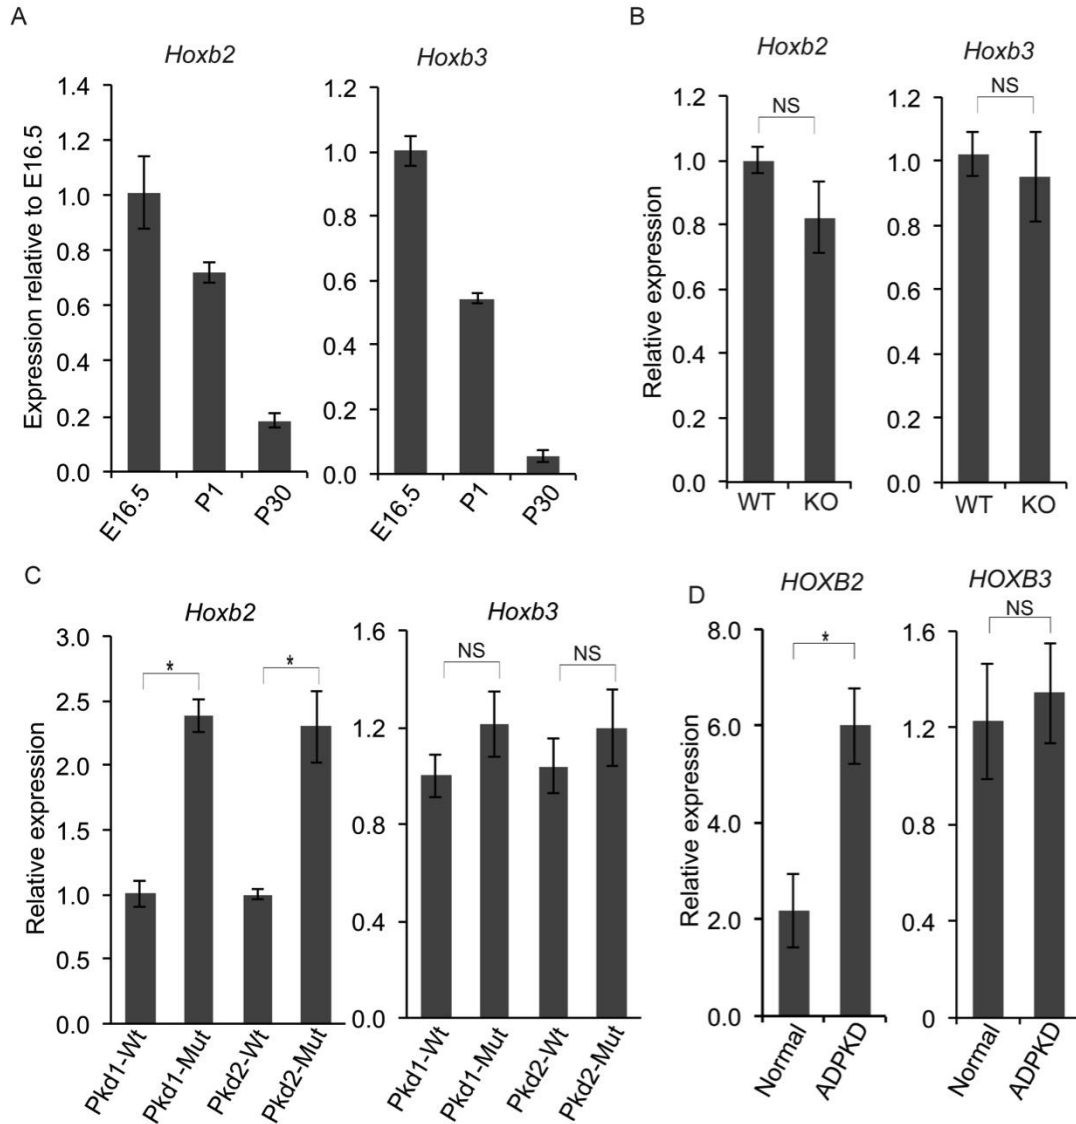 A
Hoxb2
Hoxb3
Expression relative to E16.5
1.4
1.2
1.0
0.8
0.6
0.4
0.2
0.0
E16.5
P1
P30
1.2
1.0
0.8
0.6
0.4
0.2
0.0
E16.5
P1
P30
B
Hoxb2
Hoxb3
Relative expression
NS
1.2
1.0
0.8
0.6
0.4
0.2
0.0
WT KO
NS
1.2
1.0
0.8
0.6
0.4
0.2
0.0
WT KO
C
Hoxb2
Hoxb3
Relative expression
* *
3.0
2.5
2.0
1.5
1.0
0.5
0.0
Pkd1-Wt
Pkd1-Mut
Pkd2-Wt
Pkd2-Mut
NS NS
1.6
1.2
0.8
0.4
0.0
Pkd1-Wt
Pkd1-Mut
Pkd2-Wt
Pkd2-Mut
D
HOXB2
HOXB3
Relative expression
*
8.0
6.0
4.0
2.0
0.0
Normal
ADPKD
NS
1.6
1.2
0.8
0.4
0
Normal
ADPKD